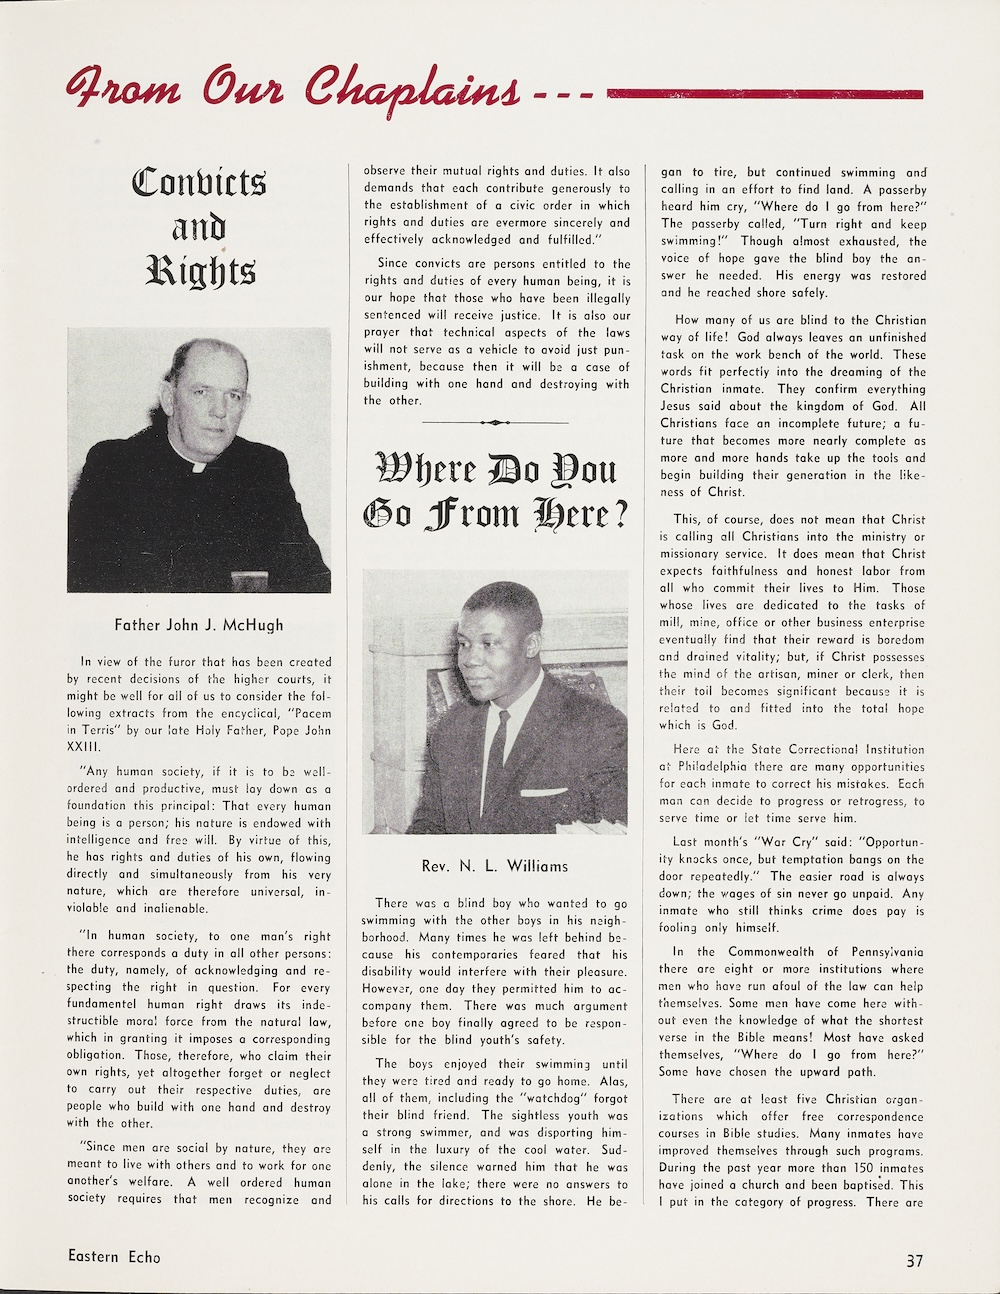 From Our Chaplains ---
Convicts
and
Rights
Father John J. McHugh
In view of the furor that has been created
by recent decisions of the higher courts, it
might be well for all of us to consider the fol-
lowing extracts from the encyclical, "Pacem
in Terris" by our late Holy Father, Pope John
XXIII.
"Any human society, if it is to be well-
ordered and productive, must lay down as a
foundation this principal: That every human
being is a person; his nature is endowed with
intelligence and free will. By virtue of this,
he has rights and duties of his own, flowing
directly and simultaneously from his very
nature, which are therefore universal, in-
violable and inalienable.
"In human society, to one man's right
there corresponds a duty in all other persons:
the duty, namely, of acknowledging and re-
specting the right in question. For every
fundamentel human right draws its inde-
structible moral force from the natural law,
which in granting it imposes a corresponding
obligation. Those, therefore, who claim their
own rights, yet altogether forget or neglect
to carry out their respective duties, are
people who build with one hand and destroy
with the other.
"Since men are social by nature, they are
meant to live with others and to work for one
another's welfare. A well ordered human
society requires that men recognize and
observe their mutual rights and duties. It also
demands that each contribute generously to
the establishment of a civic order in which
rights and duties are evermore sincerely and
effectively acknowledged and fulfilled."
Since convicts are persons entitled to the
rights and duties of every human being, it is
our hope that those who have been illegally
sentenced will receive justice. It is also our
prayer that technical aspects of the laws
will not serve as a vehicle to avoid just pun-
ishment, because then it will be a case of
building with one hand and destroying with
the other.
Where Do You
Go From Here?
Rev. N. L. Williams
There was a blind boy who wanted to go
swimming with the other boys in his neigh-
borhood. Many times he was left behind be-
cause his contemporaries feared that his
disability would interfere with their pleasure.
However, one day they permitted him to ac-
company them. There was much argument
before one boy finally agreed to be respon-
sible for the blind youth's safety.
The boys enjoyed their swimming until
they were tired and ready to go home. Alas,
all of them, including the "watchdog" forgot
their blind friend. The sightless youth was
a strong swimmer, and was disporting him-
self in the luxury of the cool water. Sud-
denly, the silence warned him that he was
alone in the lake; there were no answers to
his calls for directions to the shore. He be-
gan to tire, but continued swimming and
calling in an effort to find land. A passerby
heard him cry, "Where do I go from here?"
The passerby called, "Turn right and keep
swimming!" Though almost exhausted, the
voice of hope gave the blind boy the an-
swer he needed. His energy was restored
and he reached shore safely.
How many of us are blind to the Christian
way of life! God always leaves an unfinished
task on the work bench of the world. These
words fit perfectly into the dreaming of the
Christian inmate. They confirm everything
Jesus said about the kingdom of God. All
Christians face an incomplete future; a fu-
ture that becomes more nearly complete as
more and more hands take up the tools and
begin building their generation in the like-
ness of Christ.
This, of course, does not mean that Christ
is calling all Christians into the ministry or
missionary service. It does mean that Christ
expects faithfulness and honest labor from
all who commit their lives to Him. Those
whose lives are dedicated to the tasks of
mill, mine, office or other business enterprise
eventually find that their reward is boredom
and drained vitality; but, if Christ possesses
the mind of the artisan, miner or clerk, then
their toil becomes significant because it is
related to and fitted into the total hope
which is God.
Here at the State Correctional Institution
at Philadelphia there are many opportunities
for each inmate to correct his mistakes. Each
man can decide to progress or retrogress, to
serve time or let time serve him.
Last month's "War Cry" said: "Opportun-
ity knocks once, but temptation bangs on the
door repeatedly." The easier road is always
down; the wages of sin never go unpaid. Any
inmate who still thinks crime does pay is
fooling only himself.
In the Commonwealth of Pennsylvania
there are eight or more institutions where
men who have run afoul of the law can help
themselves. Some men have come here with-
out even the knowledge of what the shortest
verse in the Bible means! Most have asked
themselves, "Where do I go from here?"
Some have chosen the upward path.
There are at least five Christian organ-
izations which offer free correspondence
courses in Bible studies. Many inmates have
improved themselves through such programs.
During the past year more than 150 inmates
have joined a church and been baptised. This
I put in the category of progress. There are
Eastern Echo
37